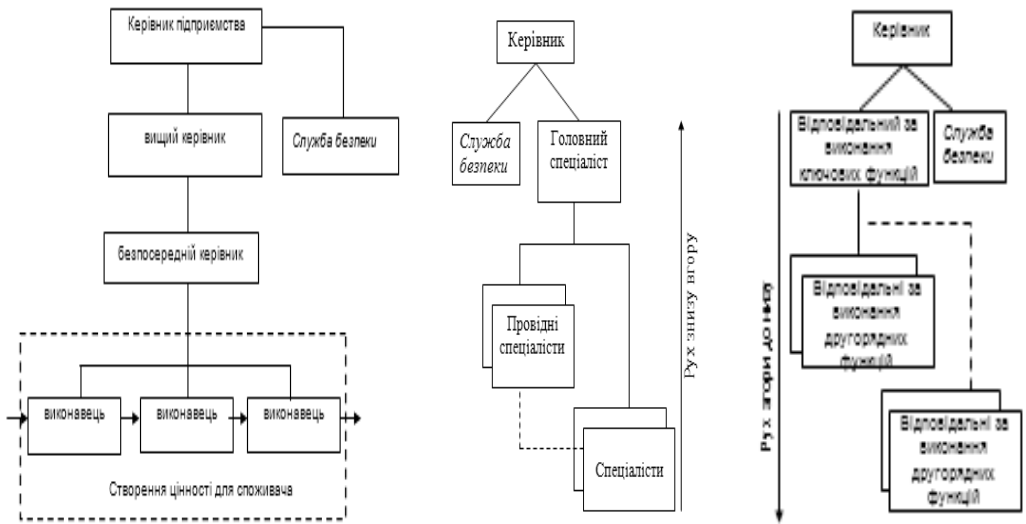 Керівник підприємства
вищий керівник
Служба безпеки
безпосередній керівник
виконавець
виконавець
виконавець
Створення цінності для споживача
Керівник
Служба
безпеки
Головний
спеціаліст
Провідні
спеціалісти
Спеціалісти
Рух знизу вгору
Керівник
Відповідальний за
виконання
ключових функцій
Служба
безпеки
Відповідальні за
виконання
другорядних
функцій
Відповідальні за
виконання
другорядних
функцій
Рух згори до низу